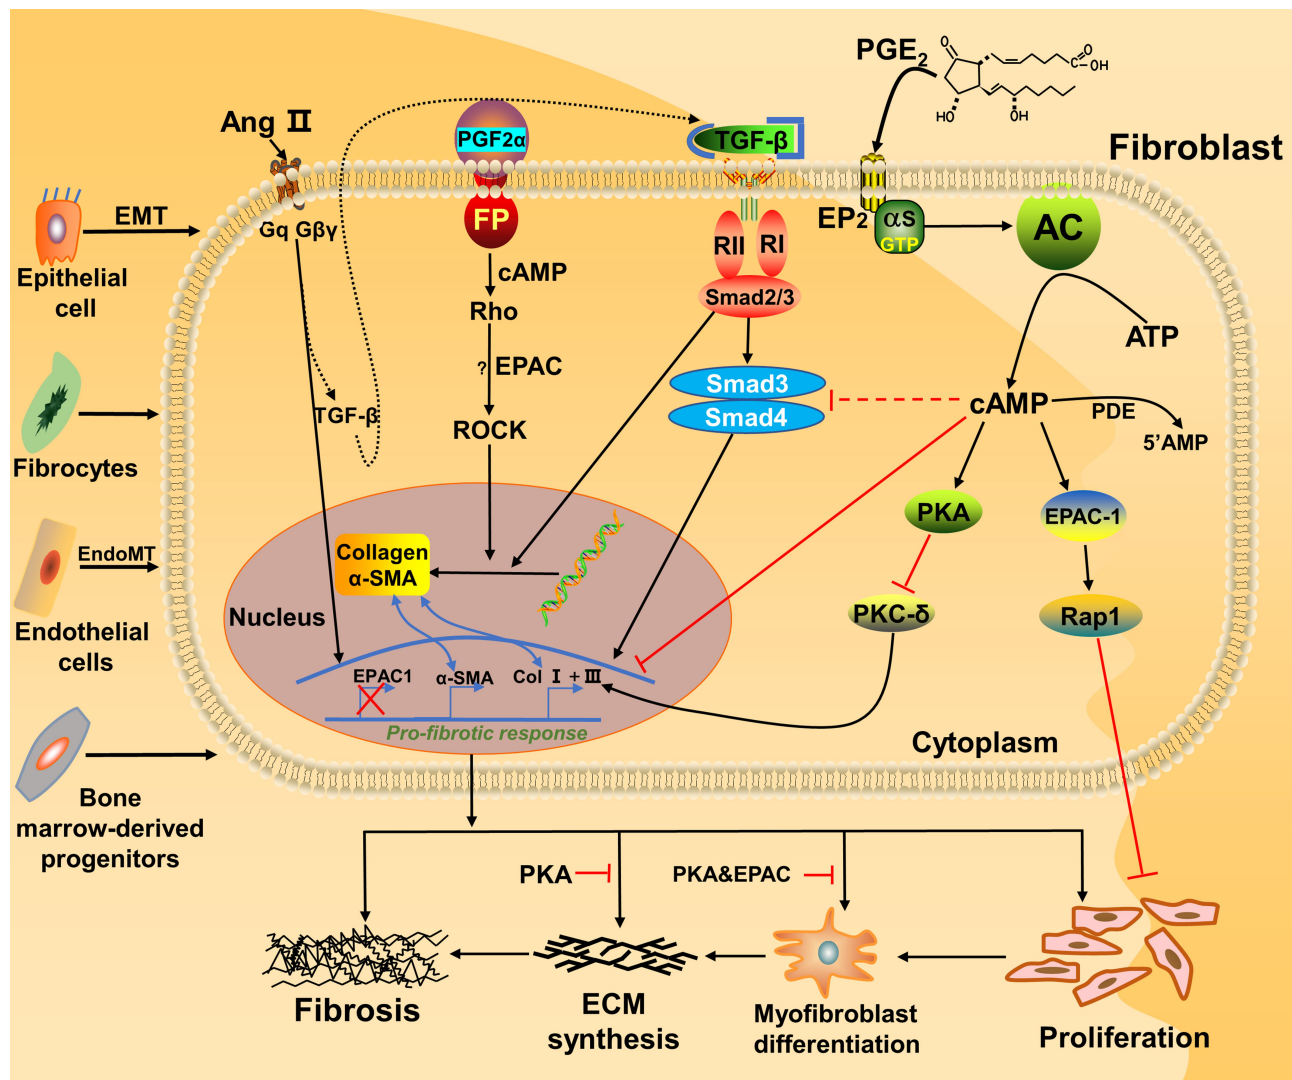 PGE2
O
O
C
OH
HO
OH
Fibroblast
Ang II
PGF2α
TGF-β
EMT
Epithelial
cell
Gq Gβγ
FP
RII
RI
EP2
αS
GTP
AC
cAMP
Rho
Smad2/3
ATP
? EPAC
ROCK
TGF-β
Smad3
Smad4
cAMP
PDE
5'AMP
Fibrocytes
PKA
EPAC-1
EndoMT
Endothelial
cells
Collagen
α-SMA
Nucleus
PKC-δ
Rap1
EPAC1
α-SMA
Col I + III
Pro-fibrotic response
Cytoplasm
Bone
marrow-derived
progenitors
PKA
PKA&EPAC
Fibrosis
ECM
synthesis
Myofibroblast
differentiation
Proliferation